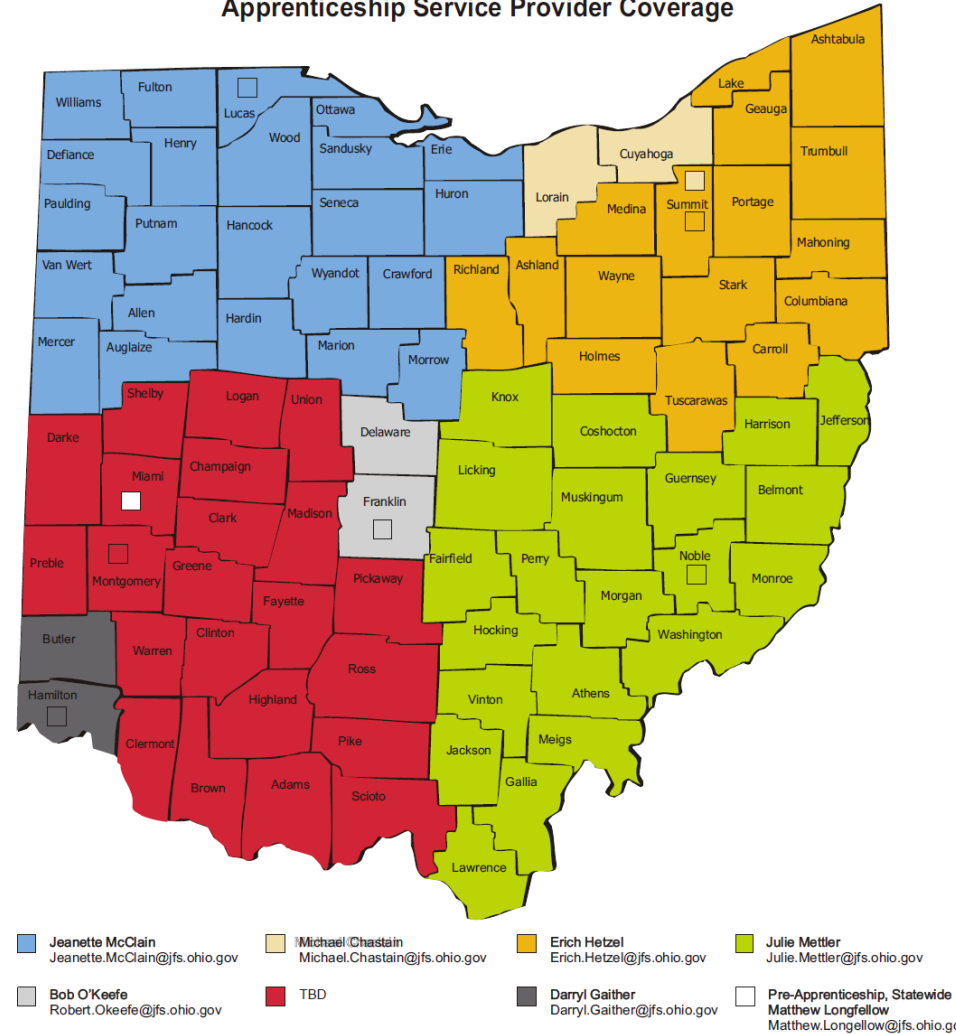 Apprenticeship Service Provider Coverage
Ashtabula
Lake
Geauga
Williams
Fulton
Lucas
Ottawa
Wood
Henry
Defiance
Sandusky
Erie
Cuyahoga
Trumbull
Paulding
Putnam
Hancock
Seneca
Huron
Lorain
Medina
Summit
Portage
Mahoning
Van Wert
Wyandot
Crawford
Richland
Ashland
Wayne
Stark
Columbiana
Allen
Hardin
Mercer
Auglaize
Marion
Morrow
Holmes
Carroll
Shelby
Logan
Union
Knox
Tuscarawas
Darke
Delaware
Coshocton
Harrison
Jefferson
Miami
Champaign
Licking
Guernsey
Belmont
Clark
Madison
Franklin
Muskingum
Preble
Montgomery
Greene
Pickaway
Fairfield
Perry
Noble
Monroe
Fayette
Morgan
Butler
Warren
Clinton
Hocking
Washington
Ross
Hamilton
Highland
Vinton
Athens
Clermont
Pike
Jackson
Meigs
Brown
Adams
Scioto
Gallia
Lawrence
Jeanette McClain
Jeanette.McClain@jfs.ohio.gov
Michael Chastain
Michael.Chastain@jfs.ohio.gov
Erich Hetzel
Erich.Hetzel@jfs.ohio.gov
Julie Mettler
Julie.Mettler@jfs.ohio.gov
Bob O'Keefe
Robert.Okeefe@jfs.ohio.gov
TBD
Darryl Gaither
Darryl.Gaither@jfs.ohio.gov
Pre-Apprenticeship, Statewide
Matthew Longfellow
Matthew.Longellow@jfs.ohio.go